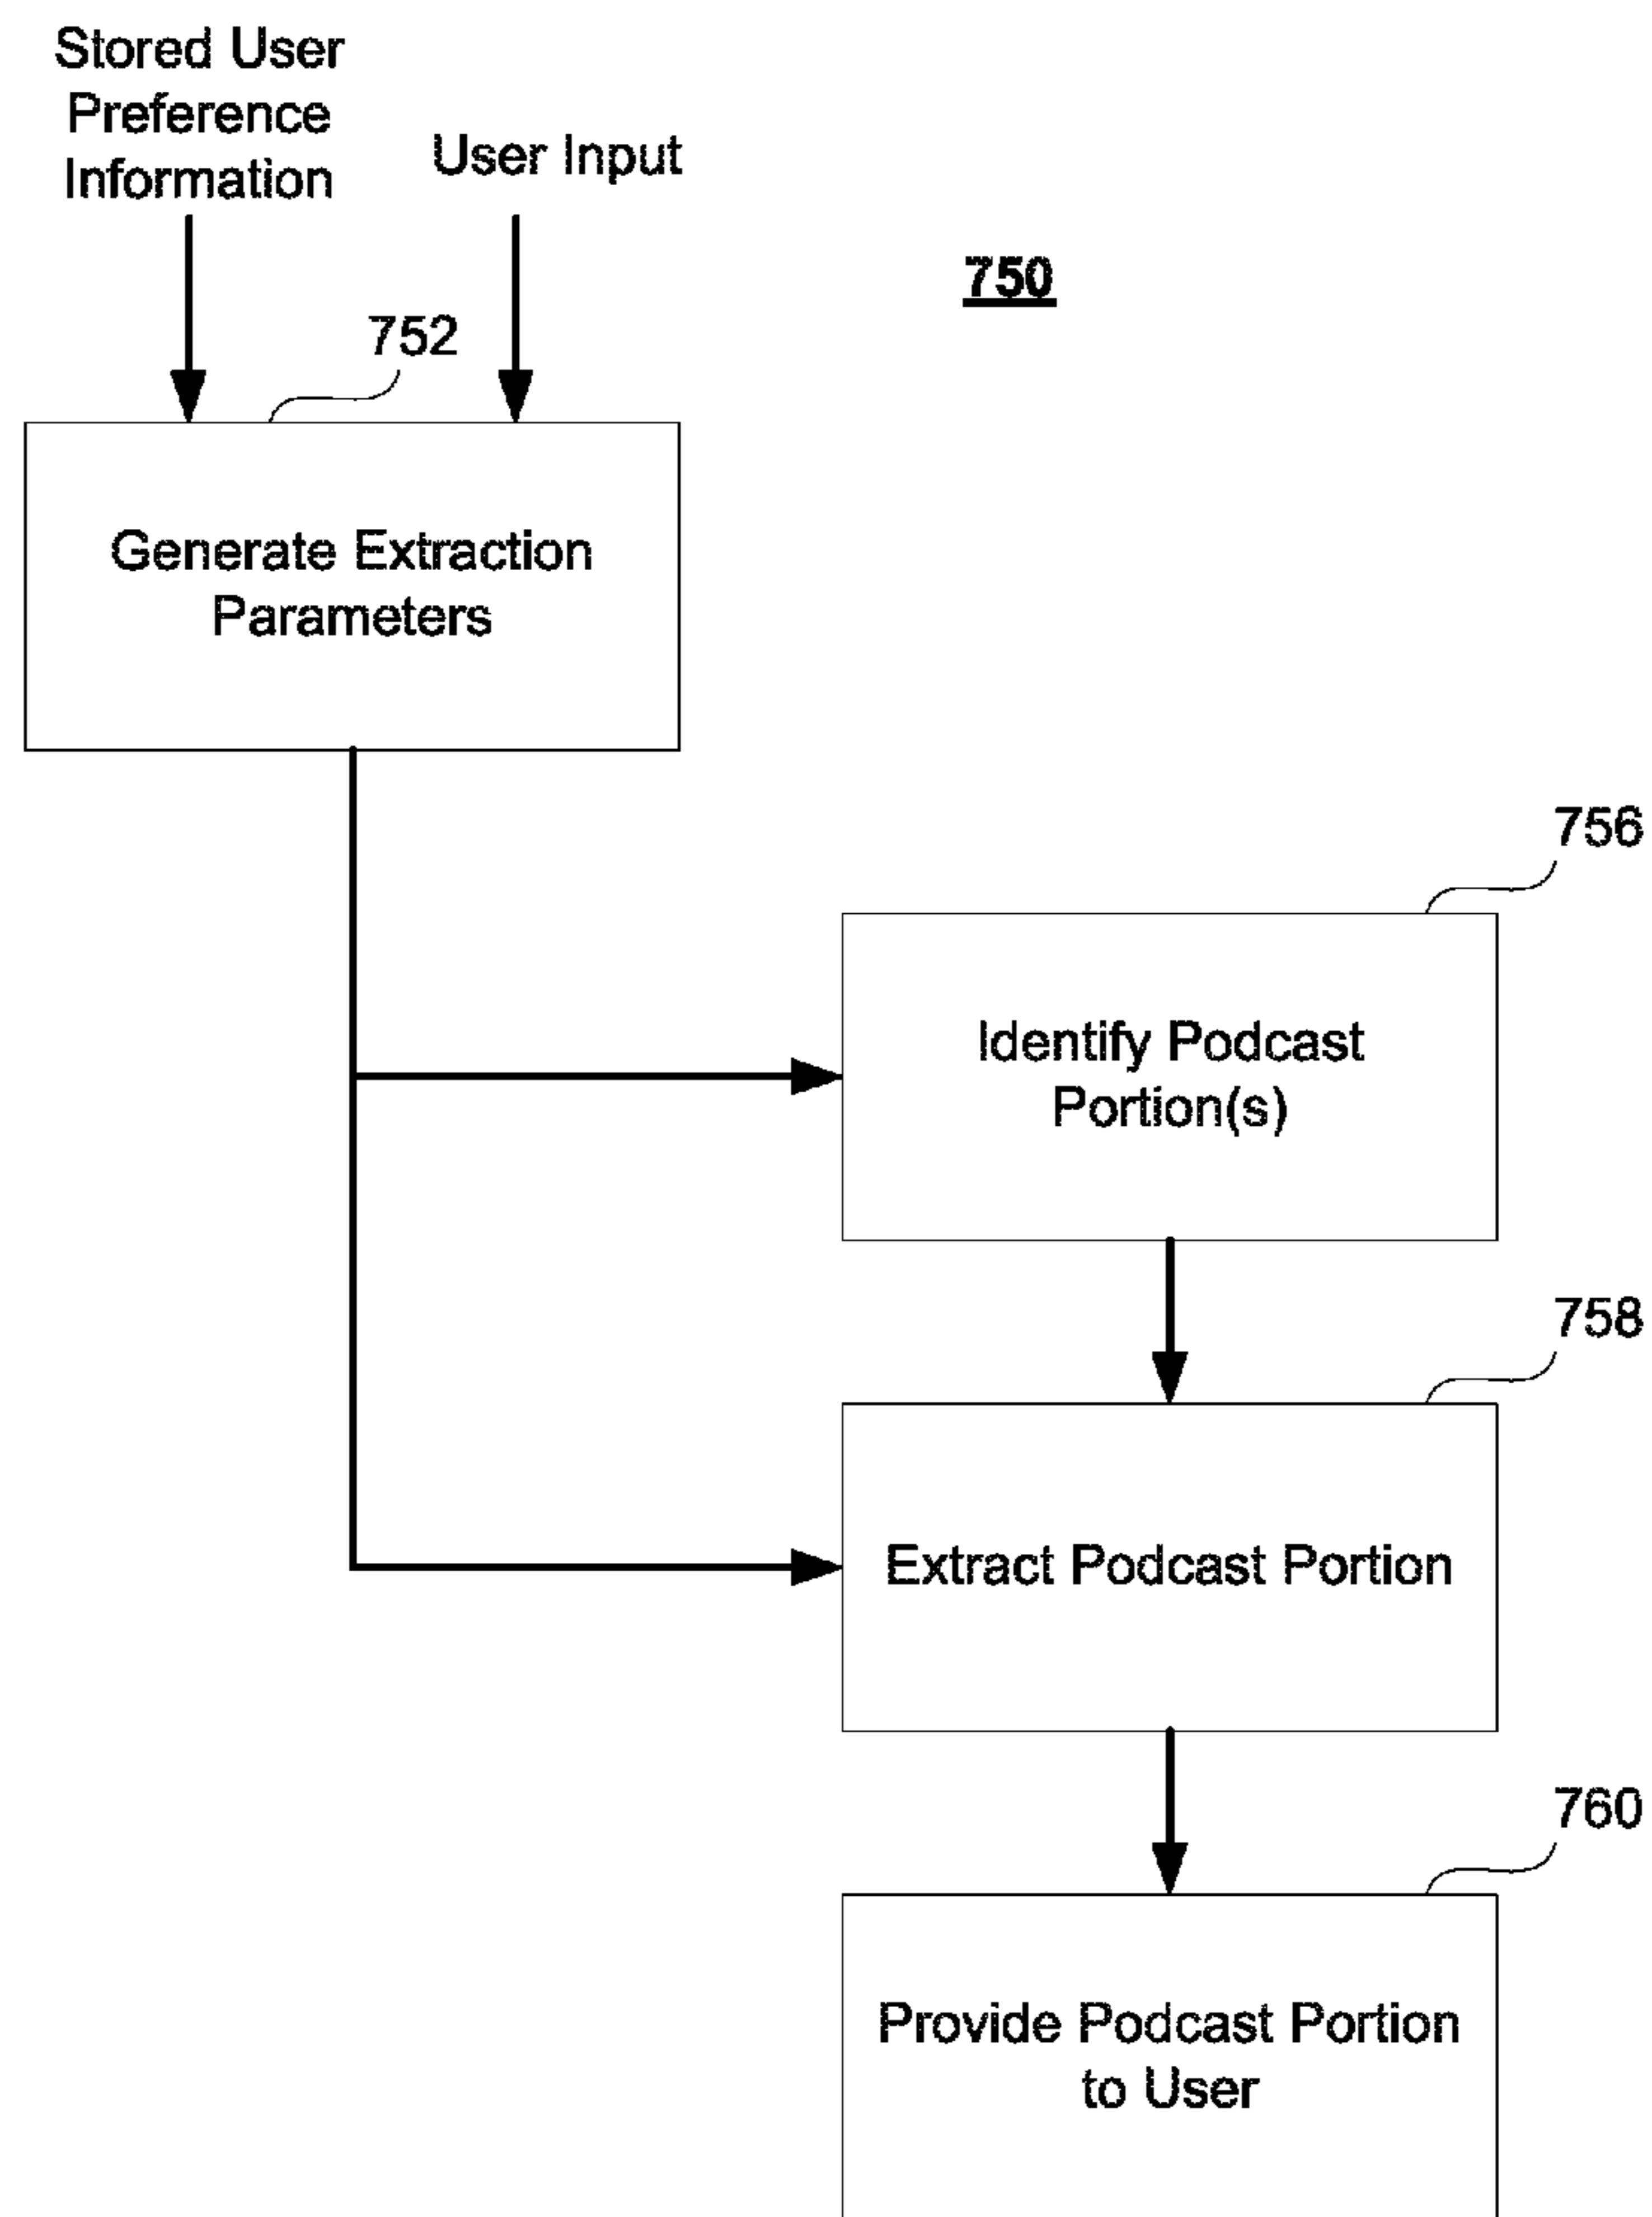 Stored User
Preference
Information
User Input
750
752
Generate Extraction
Parameters
756
Identify Podcast
Portion(s)
758
Extract Podcast Portion
760
Provide Podcast Portion
to User